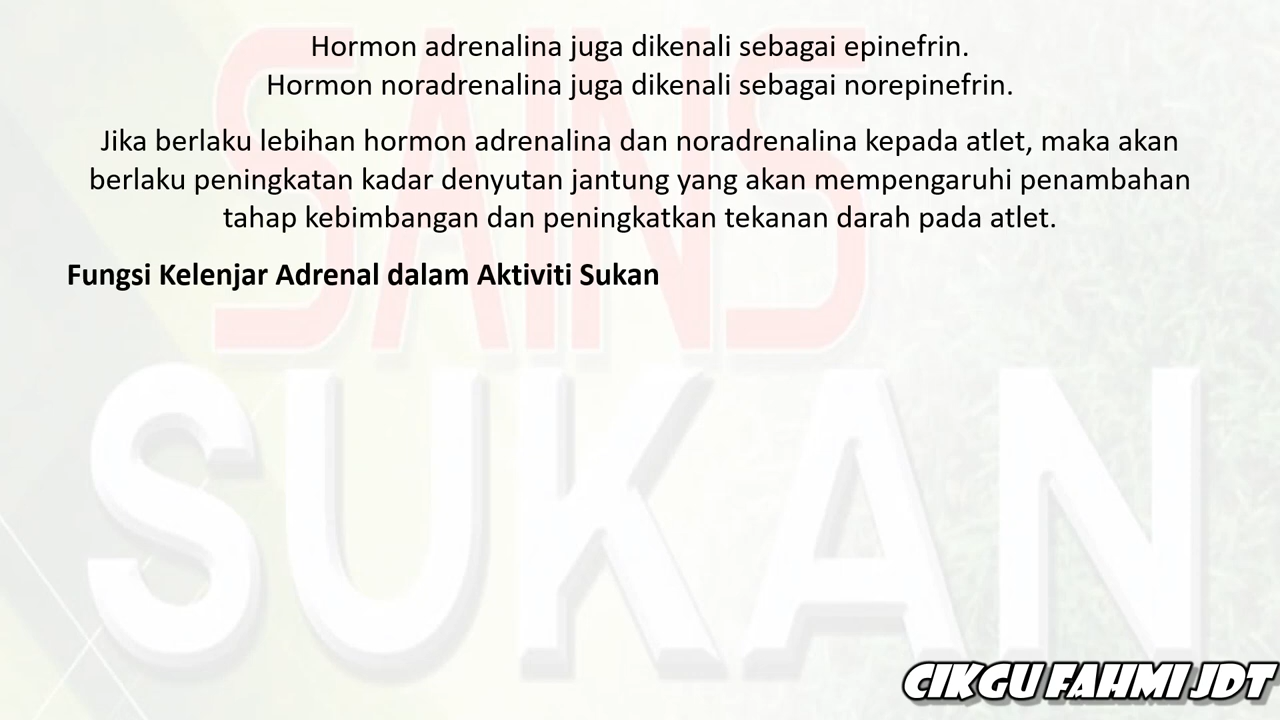 Hormon adrenalina juga dikenali sebagai epinefrin.
Hormon noradrenalina juga dikenali sebagai norepinefrin.
Jika berlaku lebihan hormon adrenalina dan noradrenalina kepada atlet, maka akan
berlaku peningkatan kadar denyutan jantung yang akan mempengaruhi penambahan
tahap kebimbangan dan peningkatkan tekanan darah pada atlet.
Fungsi Kelenjar Adrenal dalam Aktiviti Sukan
SAINS
SUKAN
CIKGU FAHMI JDT